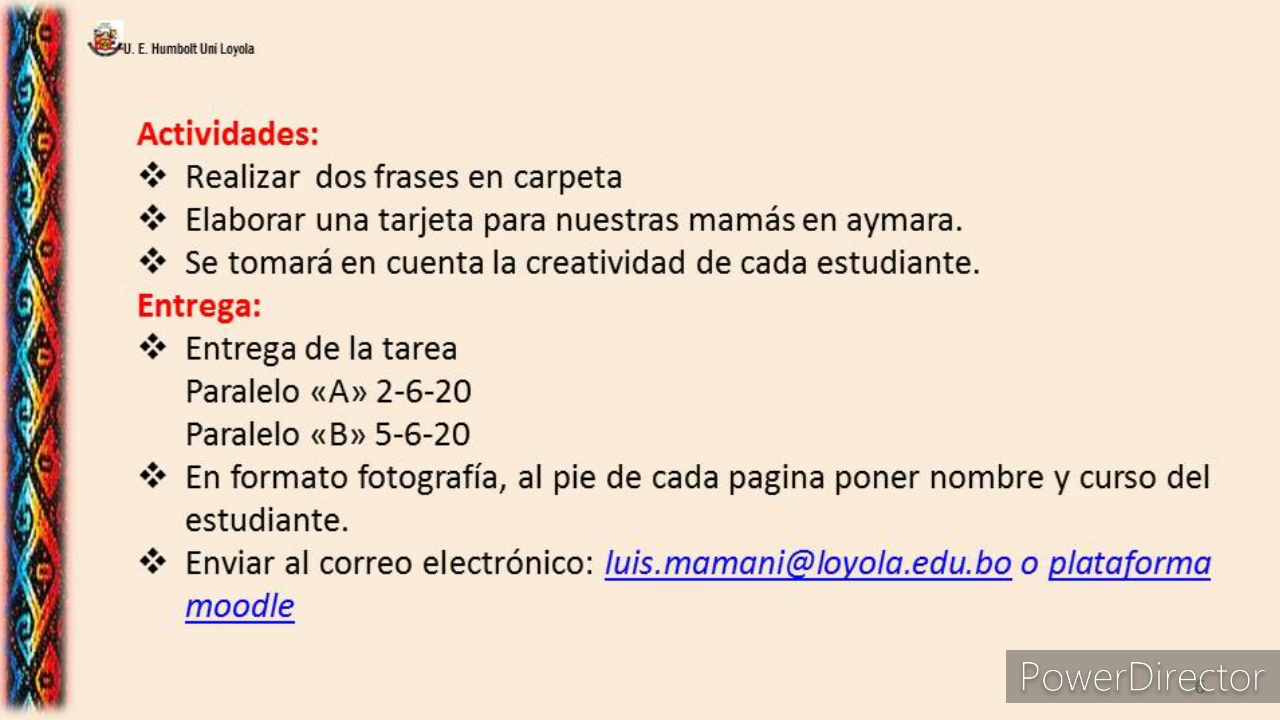 U. E. Humbolt Uni Loyola
Actividades:
❖ Realizar dos frases en carpeta
❖ Elaborar una tarjeta para nuestras mamás en aymara.
❖ Se tomará en cuenta la creatividad de cada estudiante.
Entrega:
❖ Entrega de la tarea
Paralelo «A» 2-6-20
Paralelo «B» 5-6-20
❖ En formato fotografía, al pie de cada pagina poner nombre y curso del
estudiante.
❖ Enviar al correo electrónico: luis.mamani@loyola.edu.bo o plataforma
moodle
PowerDirector